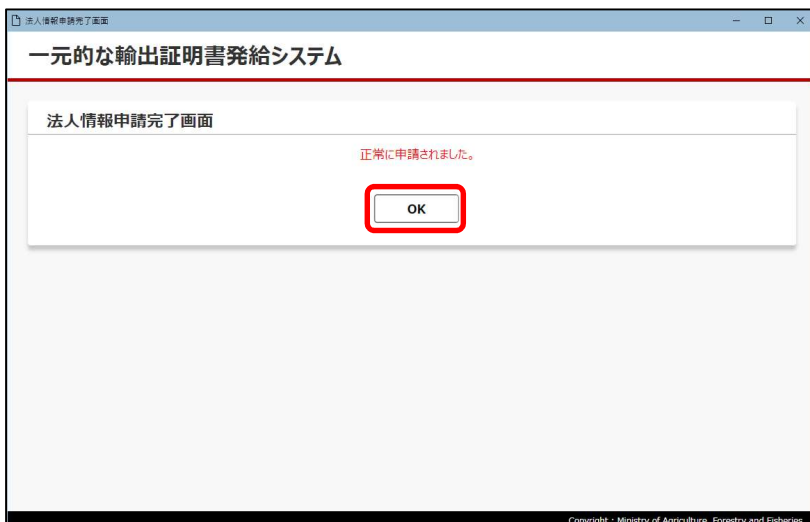 法人情報申請完了画面
一元的な輸出証明書発給システム
法人情報申請完了画面
正常に申請されました。
OK
Copyright : Ministry of Agriculture, Forestry and Fisheries